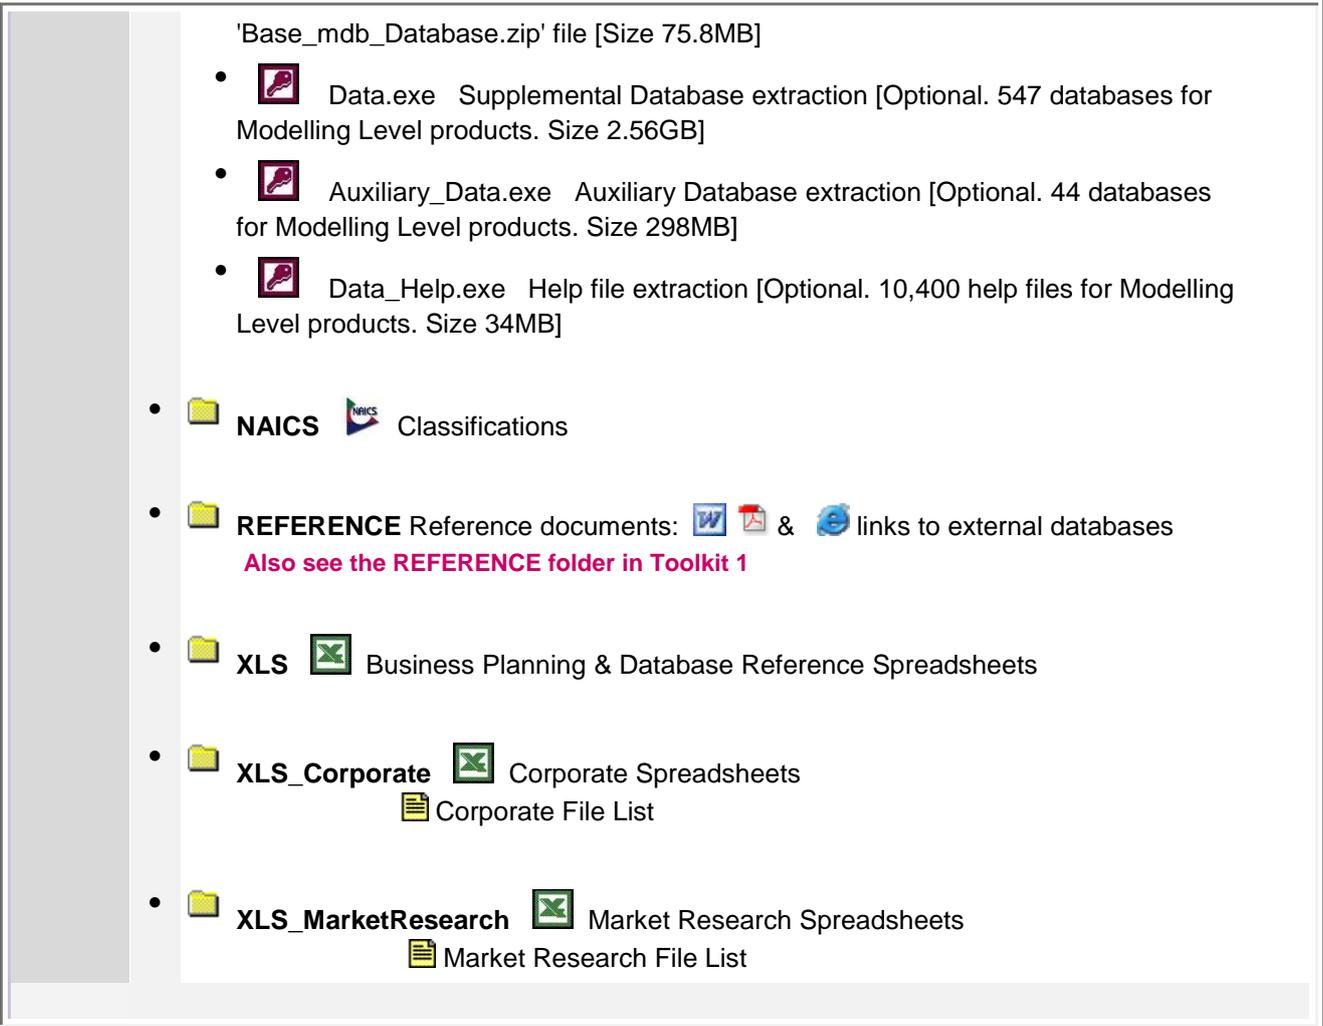 'Base_mdb_Database.zip' file [Size 75.8MB]
Data.exe Supplemental Database extraction [Optional. 547 databases for
Modelling Level products. Size 2.56GB]
Auxiliary_Data.exe Auxiliary Database extraction [Optional. 44 databases
for Modelling Level products. Size 298MB]
Data_Help.exe Help file extraction [Optional. 10,400 help files for Modelling
Level products. Size 34MB]
NAICS NAICS Classifications
REFERENCE Reference documents: W & links to external databases
Also see the REFERENCE folder in Toolkit 1
XLS Business Planning & Database Reference Spreadsheets
XLS_Corporate Corporate Spreadsheets
Corporate File List
XLS_MarketResearch Market Research Spreadsheets
Market Research File List